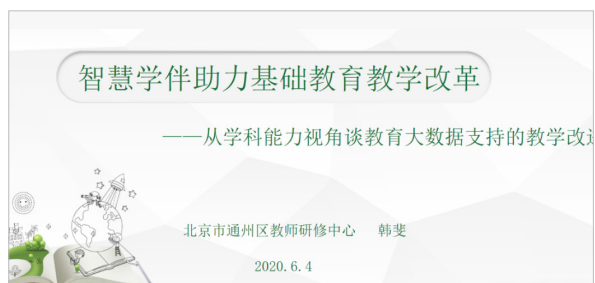 智慧学伴助力基础教育教学改革
——从学科能力视角谈教育大数据支持的教学改
北京市通州区教师研修中心 韩斐
2020.6.4